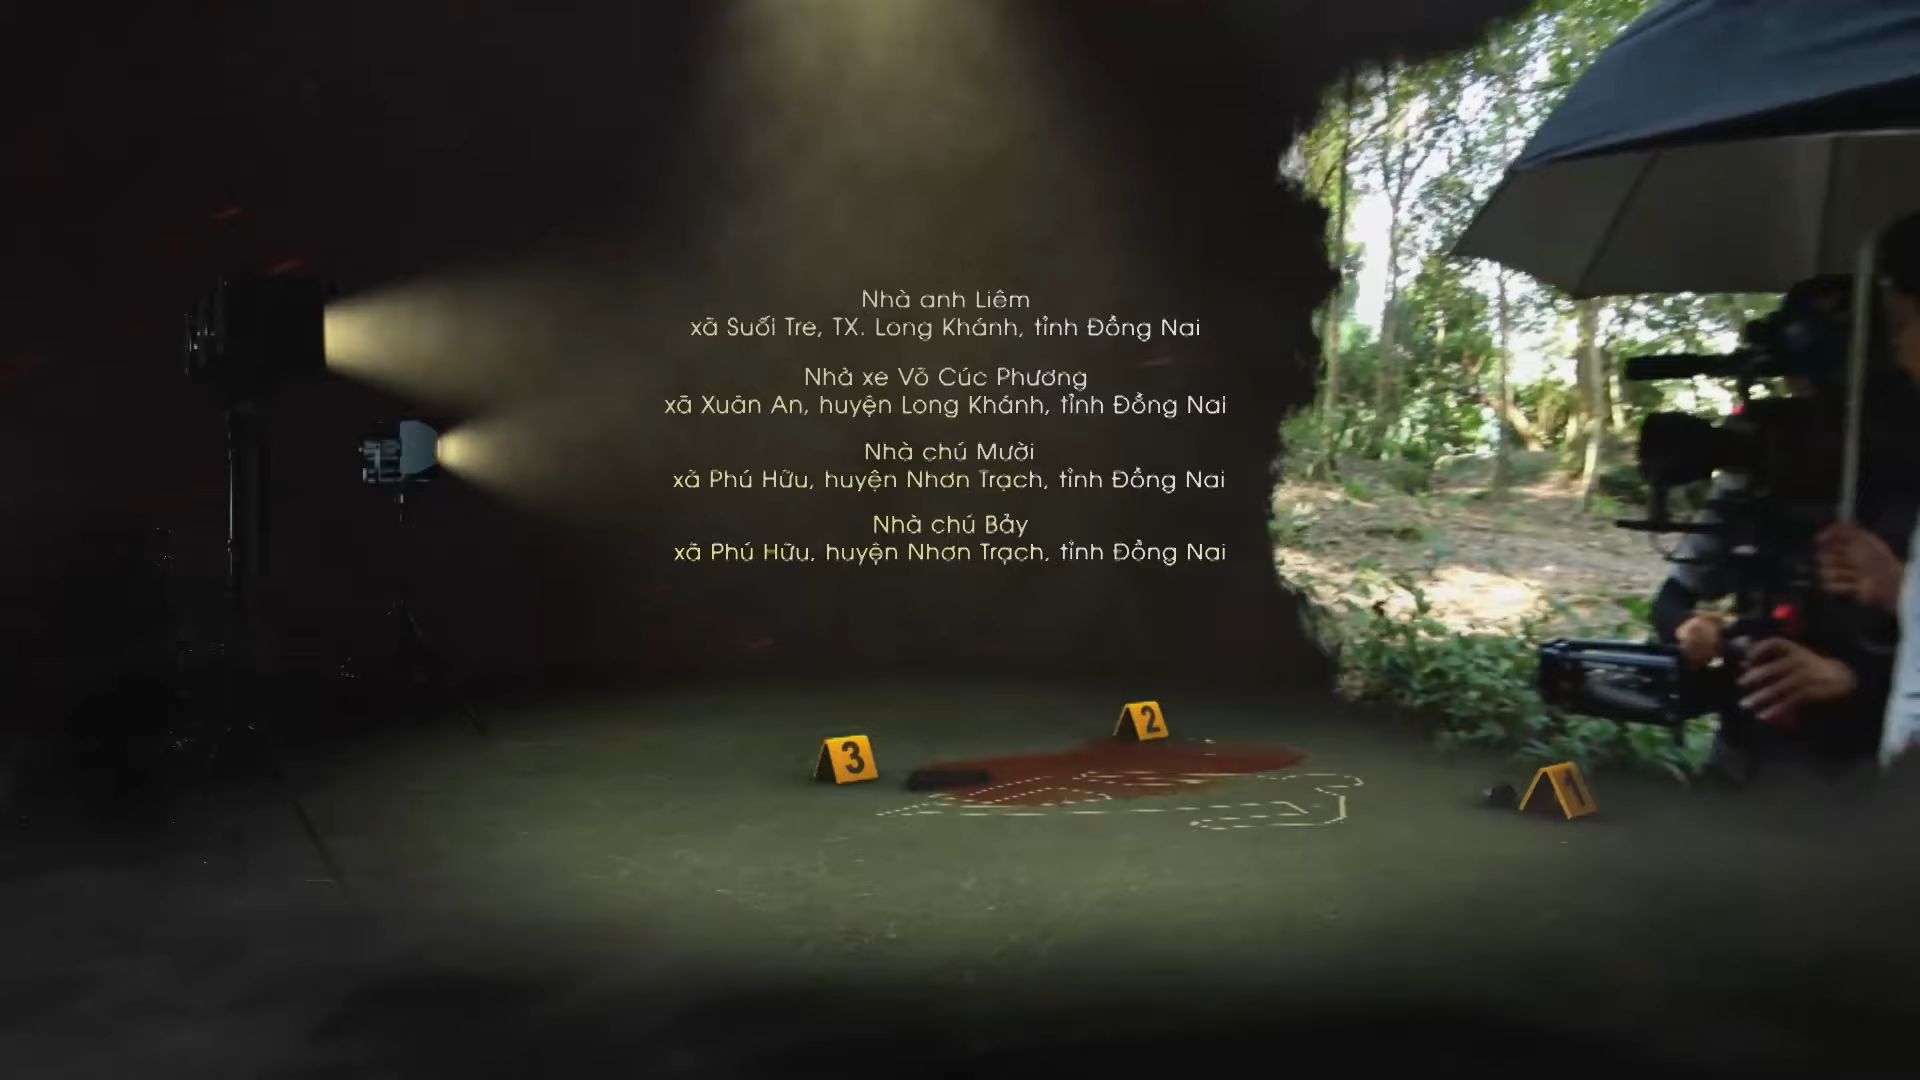 Nhà anh Liêm
xã Suối Tre, TX. Long Khánh, tỉnh Đồng Nai
Nhà xe Võ Cúc Phương
xã Xuân An, huyện Long Khánh, tỉnh Đồng Nai
Nhà chú Mười
xã Phú Hữu, huyện Nhơn Trạch, tỉnh Đồng Nai
Nhà chú Bảy
xã Phú Hữu, huyện Nhơn Trạch, tỉnh Đồng Nai
2
3
1